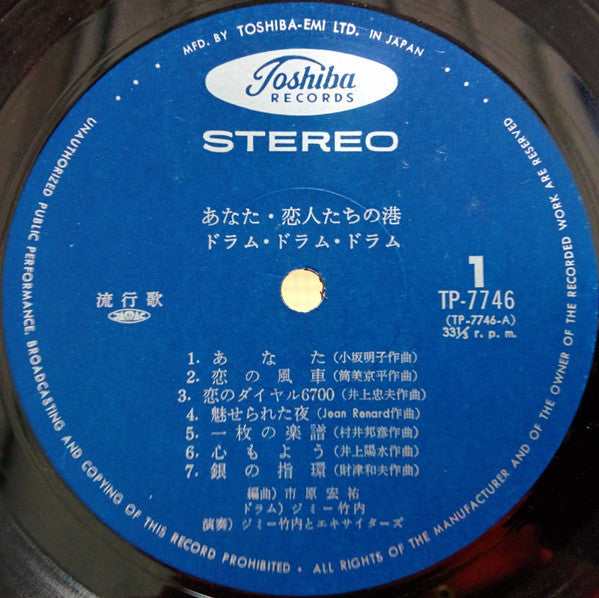 MFD. BY TOSHIBA-EMI LTD. IN JAPAN
Toshiba
RECORDS
STEREO
あなた・恋人たちの港
ドラム・ドラム・ドラム
流行歌
JASRAC
1
TP-7746
(TP-7746-A)
33⅓ r. p. m.
1. あなた(小坂明子作曲)
2. 恋の風車(筒美京平作曲)
3. 恋のダイヤル6700(井上忠夫作曲)
4. 魅せられた夜(Jean Renard作曲)
5. 一枚の楽譜(村井邦彦作曲)
6. 心もよう(井上陽水作曲)
7. 銀の指環(財津和夫作曲)
編曲)市原宏祐
ドラム)ジミー竹内
演奏)ジミー竹内とエキサイターズ
UNAUTHORIZED PUBLIC PERFORMANCE, BROADCASTING AND COPYING OF THIS RECORD PROHIBITED • ALL RIGHTS OF THE MANUFACTURER AND OF THE OWNER OF THE RECORDED WORK ARE RESERVED